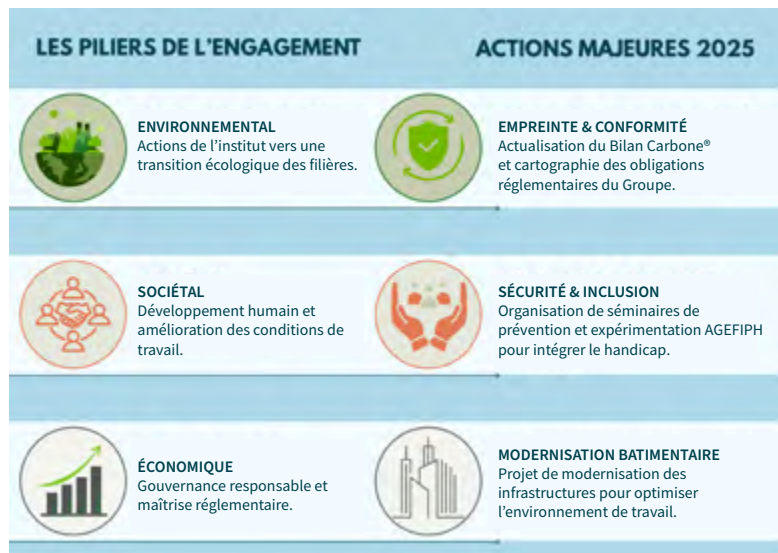 LES PILIERS DE L'ENGAGEMENT
ACTIONS MAJEURES 2025
ENVIRONNEMENTAL
Actions de l'institut vers une
transition écologique des filières.
EMPREINTE & CONFORMITÉ
Actualisation du Bilan Carbone®
et cartographie des obligations
réglementaires du Groupe.
SOCIÉTAL
Développement humain et
amélioration des conditions de
travail.
SÉCURITÉ & INCLUSION
Organisation de séminaires de
prévention et expérimentation AGEFIPH
pour intégrer le handicap.
ÉCONOMIQUE
Gouvernance responsable et
maîtrise réglementaire.
MODERNISATION BATIMENTAIRE
Projet de modernisation des
infrastructures pour optimiser
l'environnement de travail.